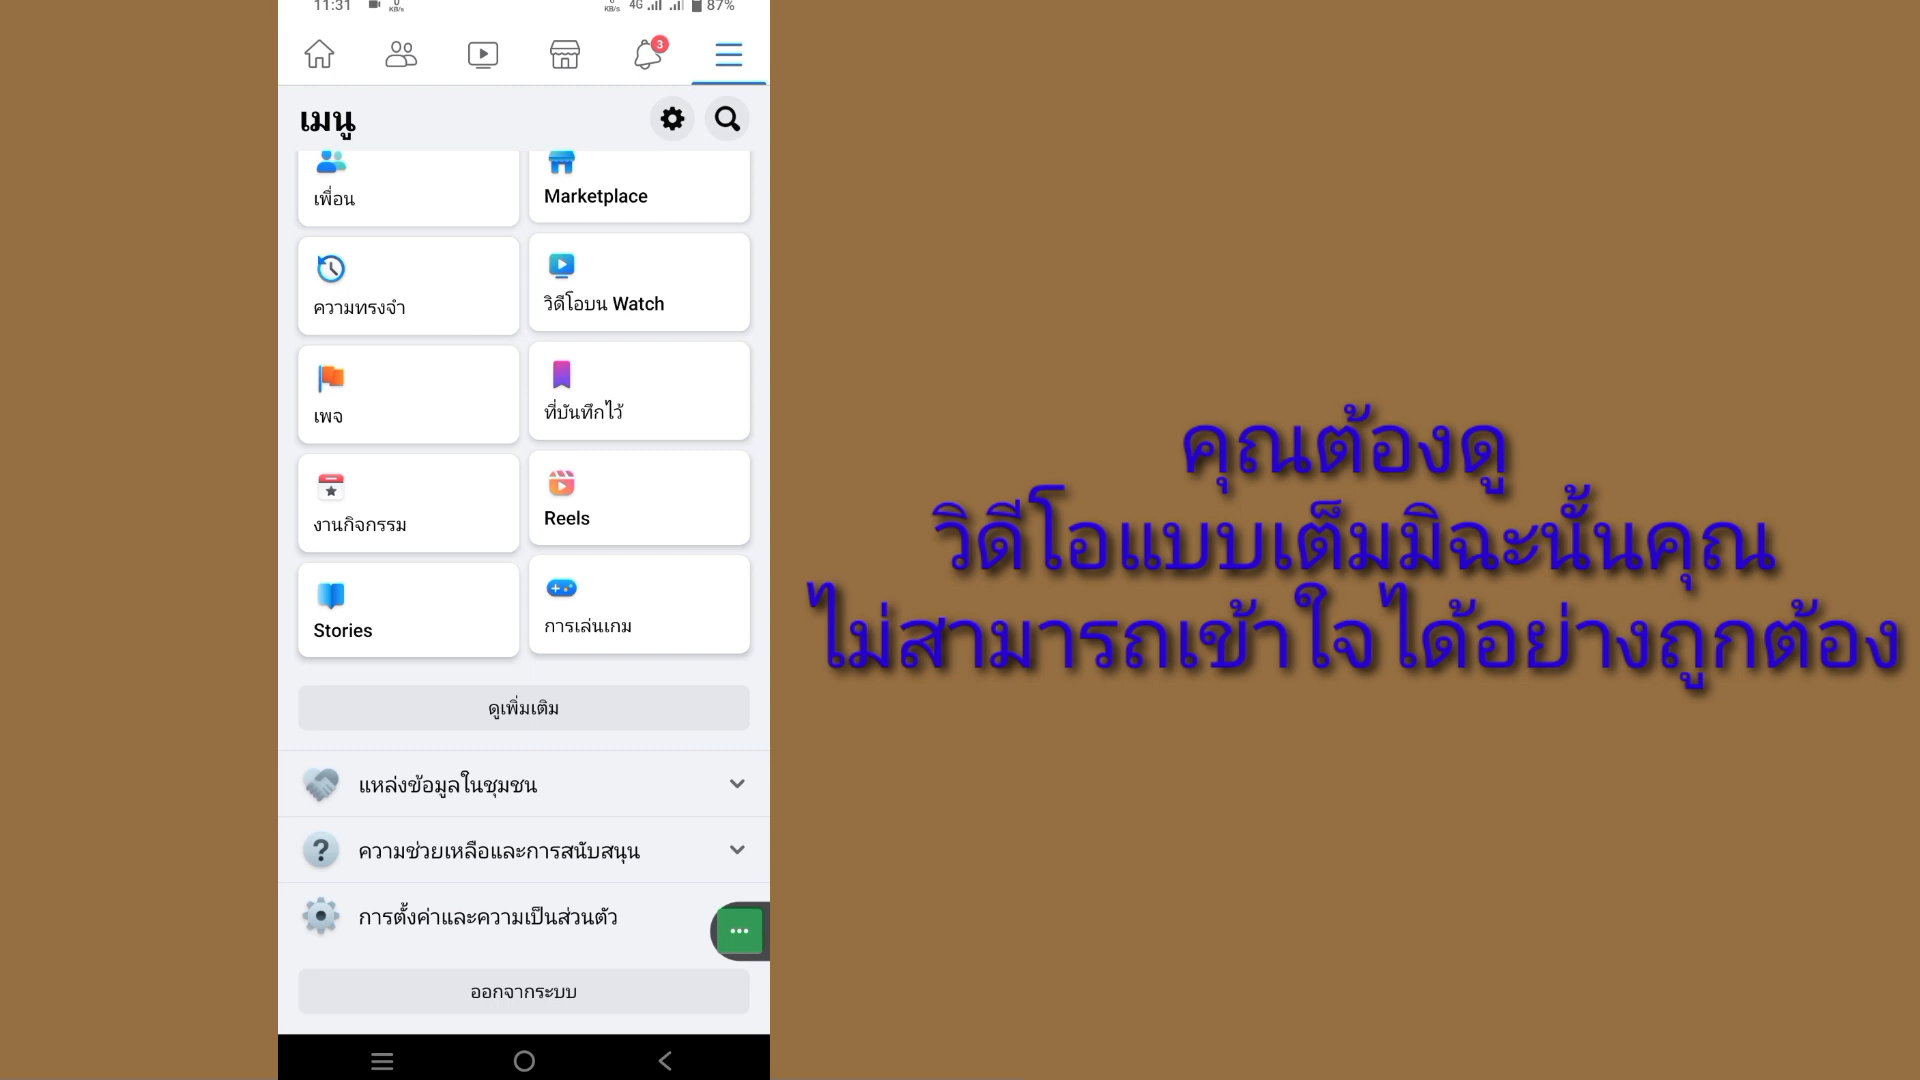 11:31
0 KB/s
KB/s 4G 87%
3
เมนู
เพื่อน
Marketplace
ความทรงจำ
วิดีโอบน Watch
เพจ
ที่บันทึกไว้
งานกิจกรรม
Reels
Stories
การเล่นเกม
ดูเพิ่มเติม
แหล่งข้อมูลในชุมชน
ความช่วยเหลือและการสนับสนุน
การตั้งค่าและความเป็นส่วนตัว
ออกจากระบบ
คุณต้องดู
วิดีโอแบบเต็มมิฉะนั้นคุณ
ไม่สามารถเข้าใจได้อย่างถูกต้อง